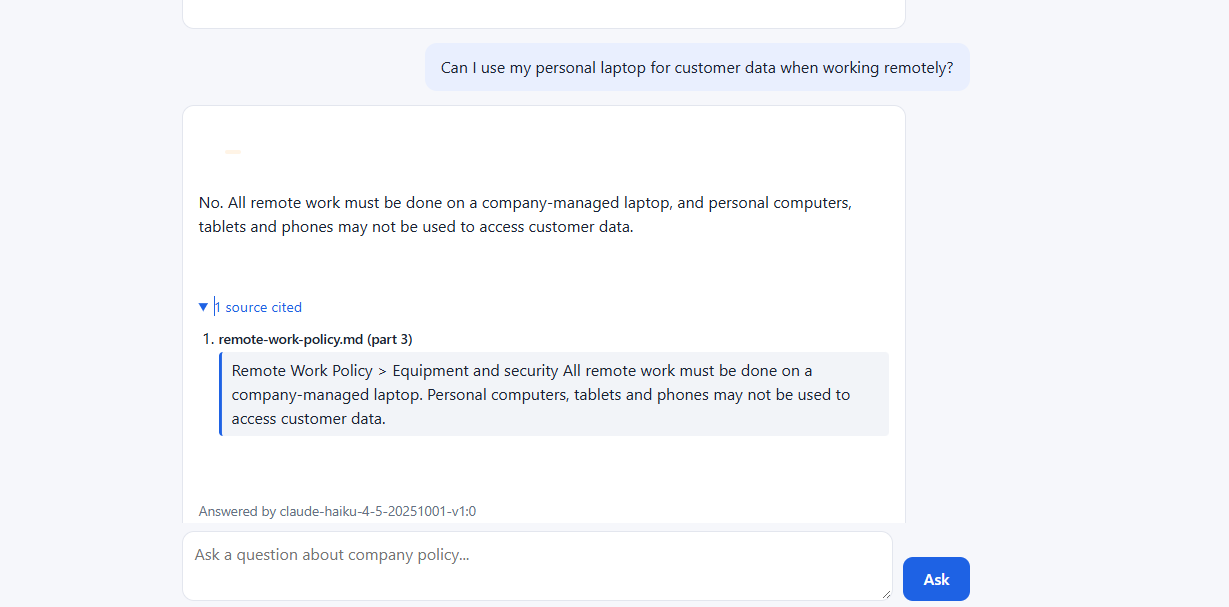 Can I use my personal laptop for customer data when working remotely?
No. All remote work must be done on a company-managed laptop, and personal computers,
tablets and phones may not be used to access customer data.
▼ 1 source cited
1. remote-work-policy.md (part 3)
Remote Work Policy > Equipment and security All remote work must be done on a
company-managed laptop. Personal computers, tablets and phones may not be used to
access customer data.
Answered by claude-haiku-4-5-20251001-v1:0
Ask a question about company policy...
Ask